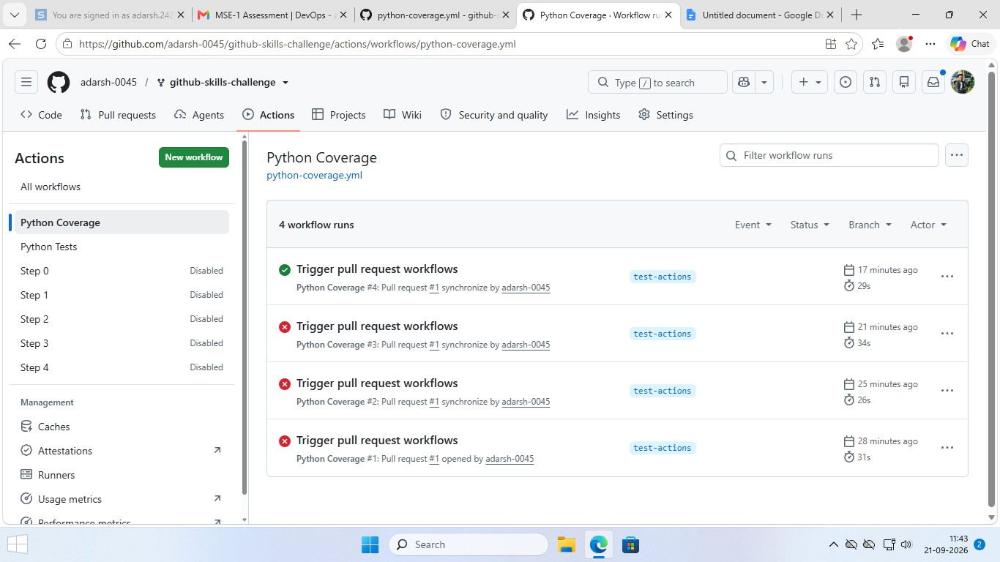 You are signed in as adarsh.242
MSE-1 Assessment | DevOps - a
python-coverage.yml - github-s
Python Coverage · Workflow ru
Untitled document - Google Do
https://github.com/adarsh-0045/github-skills-challenge/actions/workflows/python-coverage.yml
Chat
adarsh-0045 / github-skills-challenge
Type / to search
Code Pull requests Agents Actions Projects Wiki Security and quality Insights Settings
Actions
New workflow
All workflows
Python Coverage
Python Tests
Step 0 Disabled
Step 1 Disabled
Step 2 Disabled
Step 3 Disabled
Step 4 Disabled
Management
Caches
Attestations
Runners
Usage metrics
Performance metrics
Python Coverage
python-coverage.yml
Filter workflow runs
4 workflow runs Event Status Branch Actor
Trigger pull request workflows
Python Coverage #4: Pull request #1 synchronize by adarsh-0045
test-actions
17 minutes ago
29s
Trigger pull request workflows
Python Coverage #3: Pull request #1 synchronize by adarsh-0045
test-actions
21 minutes ago
34s
Trigger pull request workflows
Python Coverage #2: Pull request #1 synchronize by adarsh-0045
test-actions
25 minutes ago
26s
Trigger pull request workflows
Python Coverage #1: Pull request #1 opened by adarsh-0045
test-actions
28 minutes ago
31s
Search
11:43
21-09-2026
2